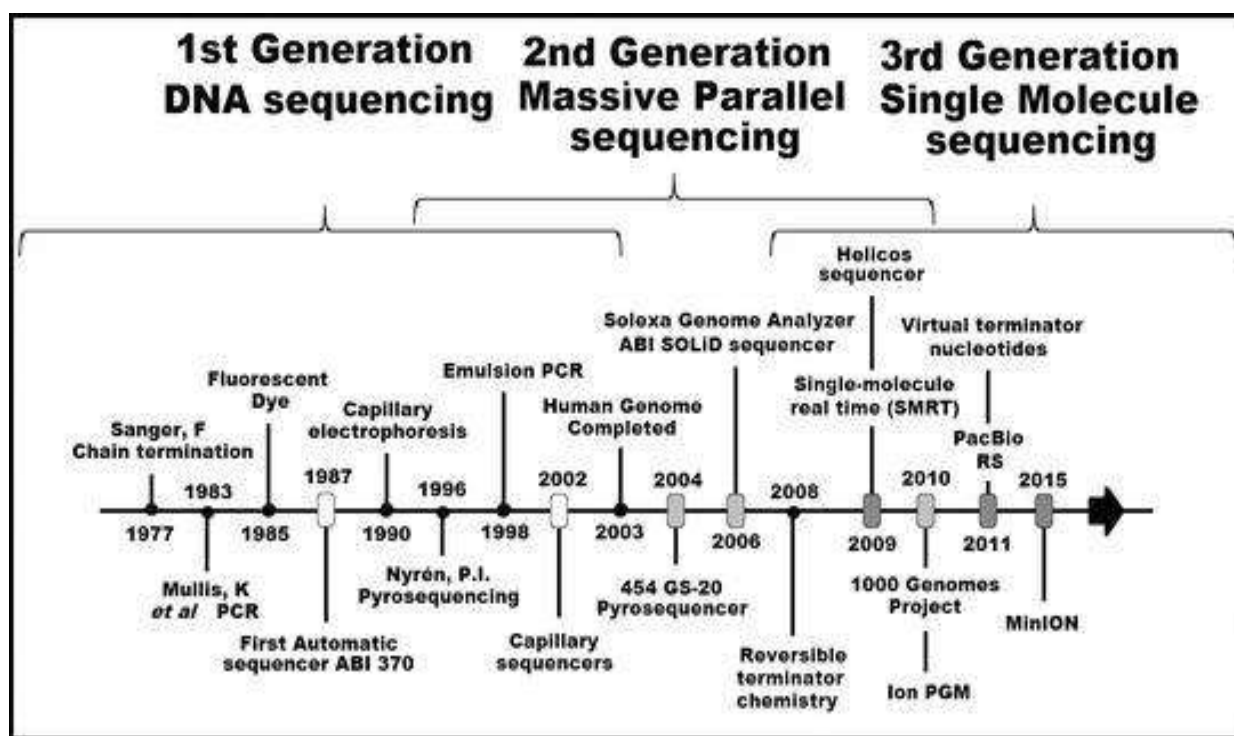 1st Generation
DNA sequencing
2nd Generation
Massive Parallel
sequencing
3rd Generation
Single Molecule
sequencing
Helicos
sequencer
Solexa Genome Analyzer
ABI SOLiD sequencer
Virtual terminator
nucleotides
Fluorescent
Dye
Emulsion PCR
Single-molecule
real time (SMRT)
Capillary
electrophoresis
Human Genome
Completed
Sanger, F
Chain termination
PacBio
RS
1977
1983
1985
1987
1990
1996
1998
2002
2003
2004
2006
2008
2009
2010
2011
2015
Mullis, K
et al PCR
First Automatic
sequencer ABI 370
Nyrén, P.I.
Pyrosequencing
Capillary
sequencers
454 GS-20
Pyrosequencer
Reversible
terminator
chemistry
1000 Genomes
Project
Ion PGM
MinION